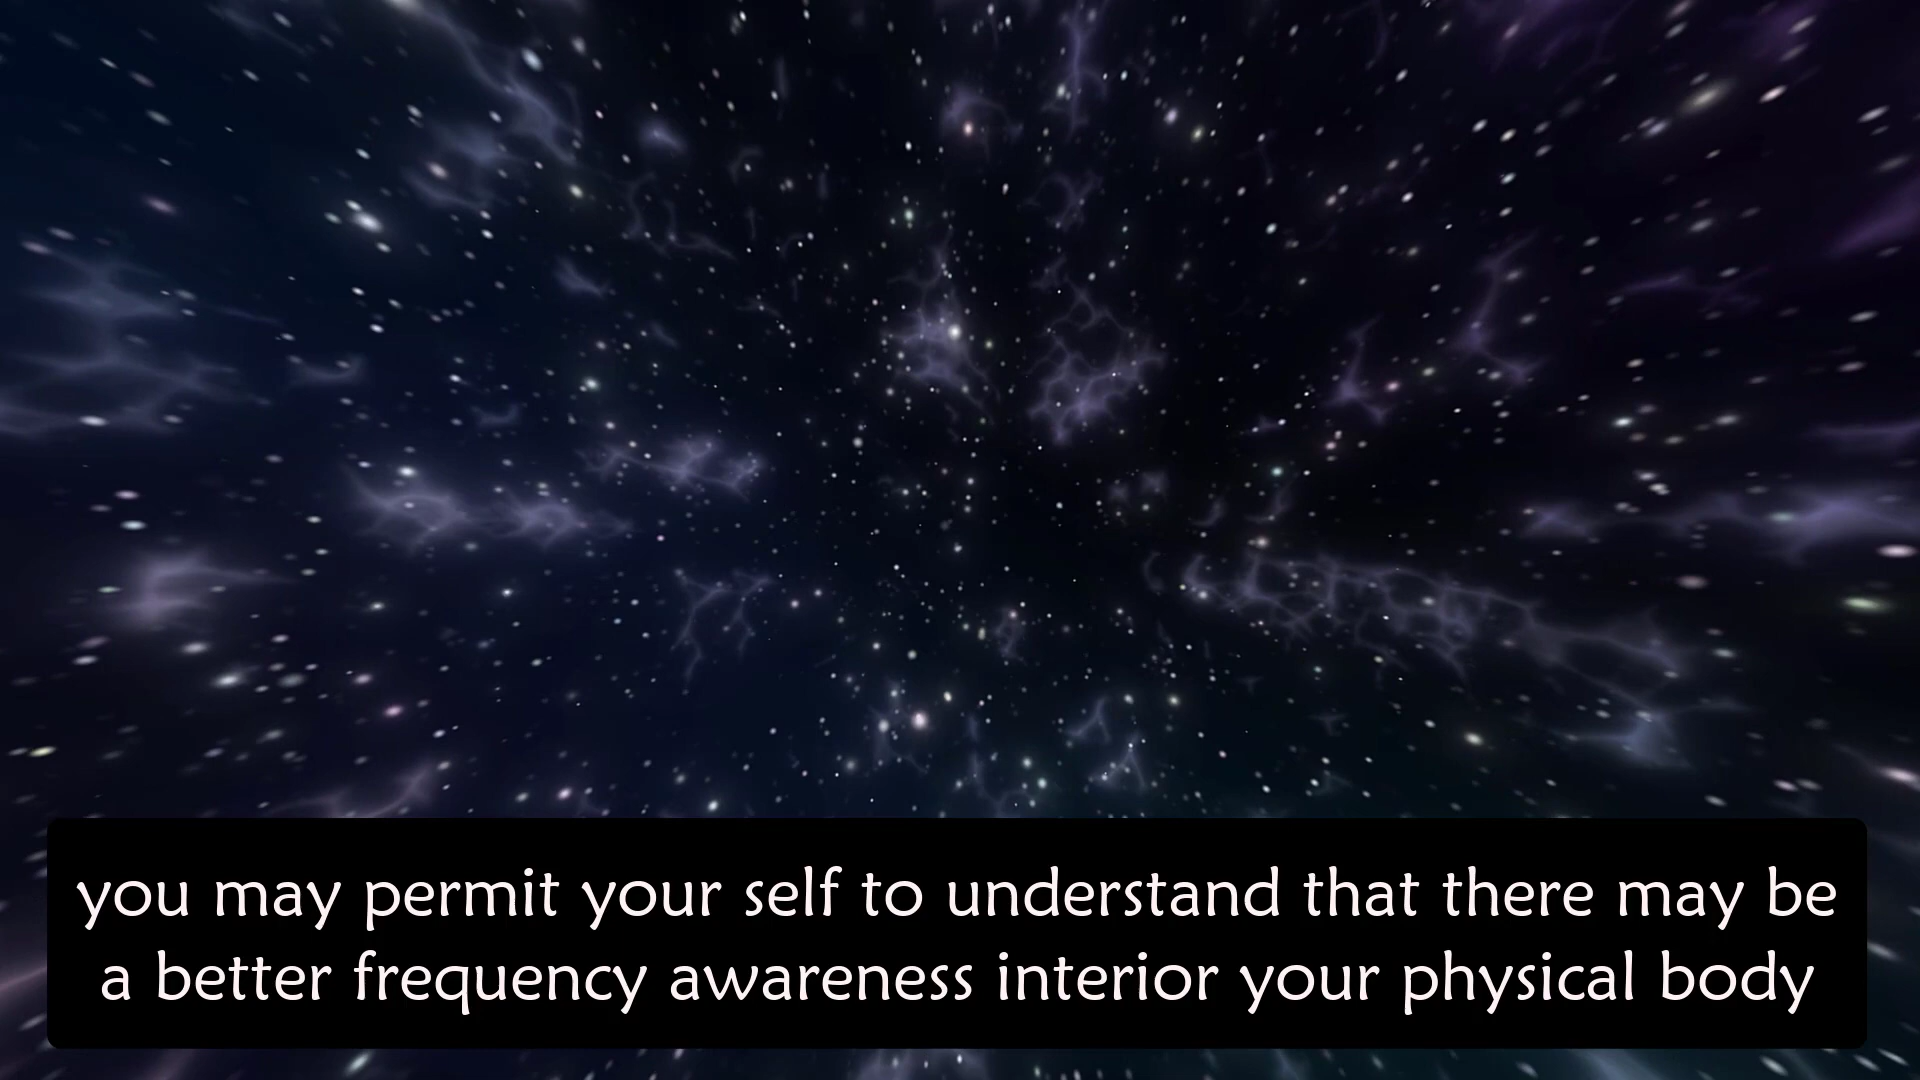 you may permit your self to understand that there may be
a better frequency awareness interior your physical body